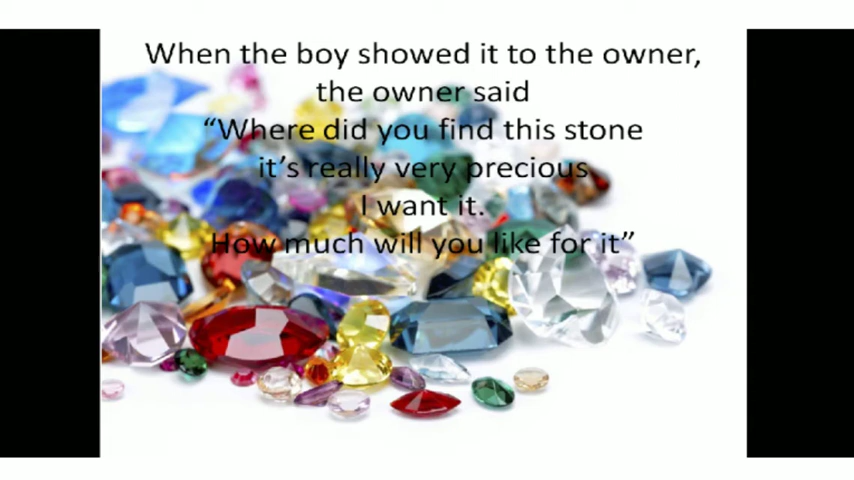 When the boy showed it to the owner,
the owner said
“Where did you find this stone
it’s really very precious
I want it.
How much will you like for it”